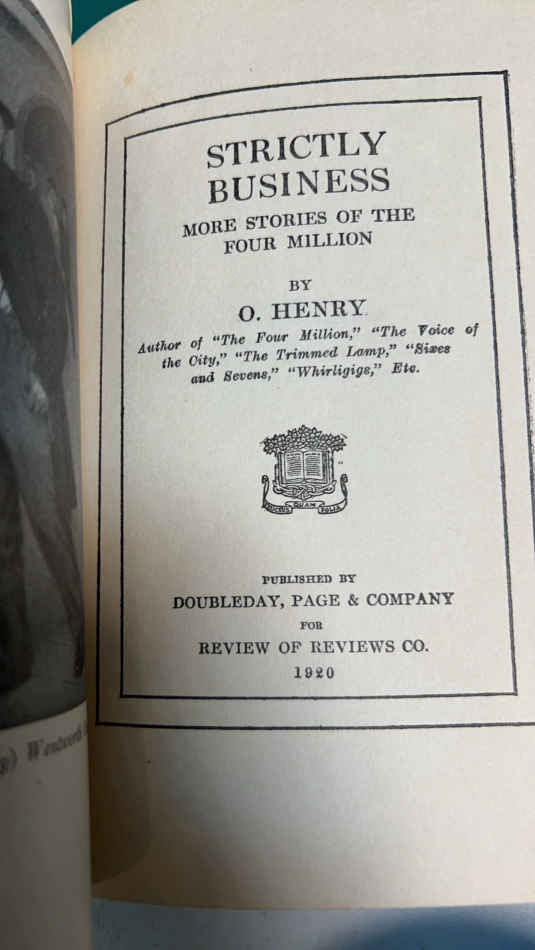 STRICTLY
BUSINESS
MORE STORIES OF THE
FOUR MILLION
BY
O. HENRY
Author of "The Four Million," "The Voice of
the City," "The Trimmed Lamp," "Sixes
and Sevens," "Whirligigs," Etc.
PUBLISHED BY
DOUBLEDAY, PAGE & COMPANY
FOR
REVIEW OF REVIEWS CO.
1920
Wentworth